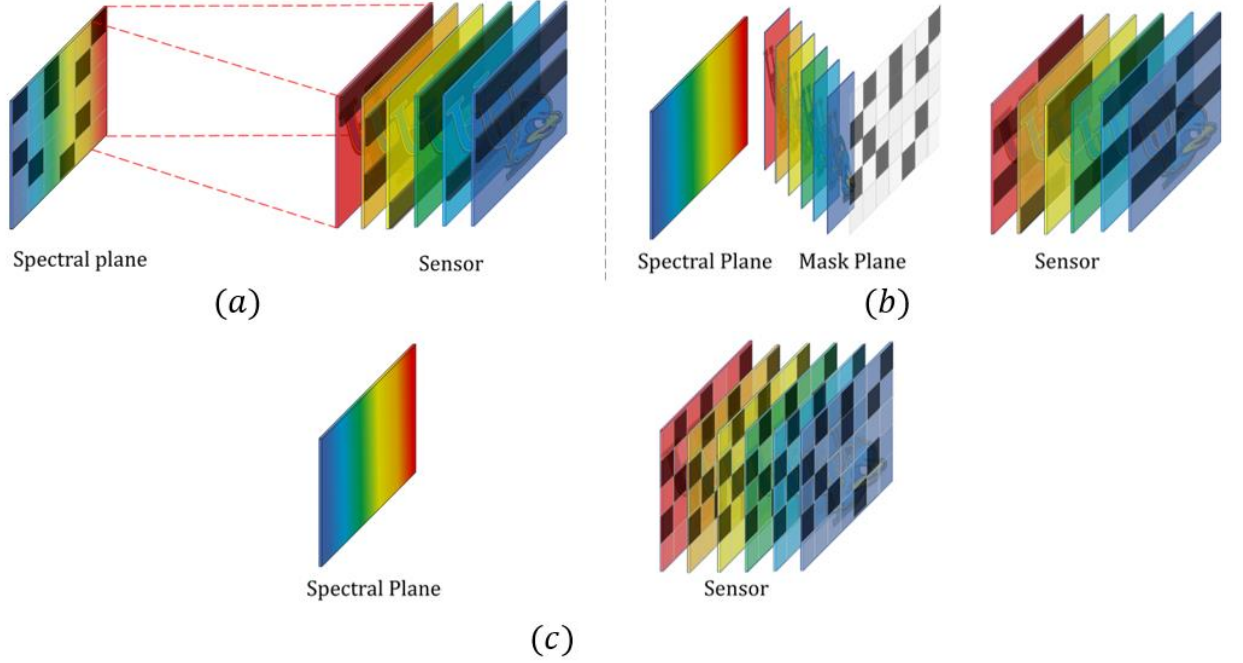 Spectral plane
Sensor
(a)
Spectral Plane
Mask Plane
Sensor
(b)
Spectral Plane
Sensor
(c)